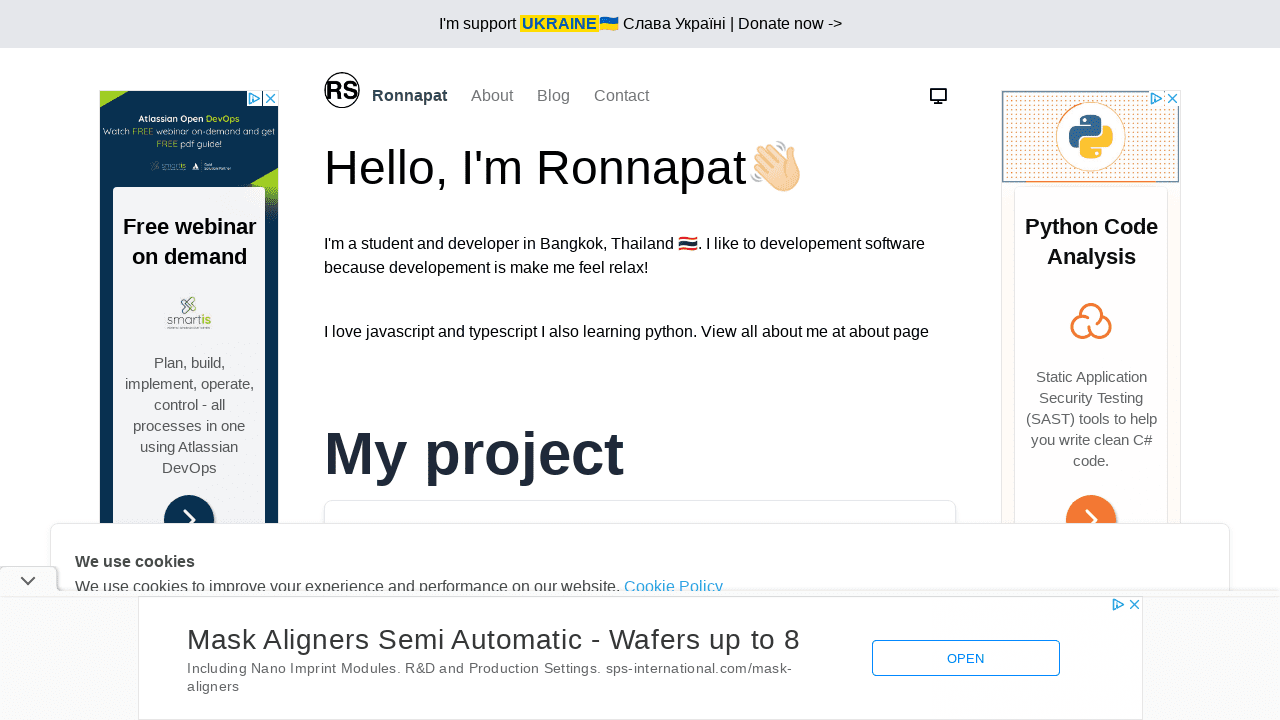 I'm support UKRAINE🇺🇦 Слава Україні | Donate now ->
RS
Ronnapat
About
Blog
Contact
Hello, I'm Ronnapat👋🏻
I'm a student and developer in Bangkok, Thailand 🇹🇭. I like to developement software
because developement is make me feel relax!
I love javascript and typescript I also learning python. View all about me at about page
My project
Atlassian Open DevOps
Watch FREE webinar on-demand and get
FREE pdf guide!
Free webinar
on demand
smartis
Plan, build,
implement, operate,
control - all
processes in one
using Atlassian
DevOps
Python Code
Analysis
Static Application
Security Testing
(SAST) tools to help
you write clean C#
code.
We use cookies
We use cookies to improve your experience and performance on our website. Cookie Policy
Mask Aligners Semi Automatic - Wafers up to 8
Including Nano Imprint Modules. R&D and Production Settings. sps-international.com/mask-
aligners
OPEN